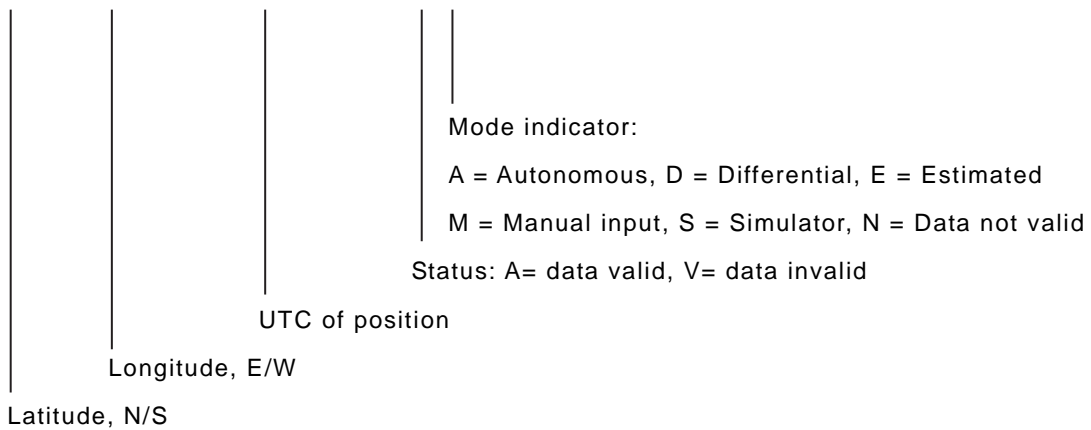 Mode indicator:
A = Autonomous, D = Differential, E = Estimated
M = Manual input, S = Simulator, N = Data not valid
Status: A= data valid, V= data invalid
UTC of position
Longitude, E/W
Latitude, N/S